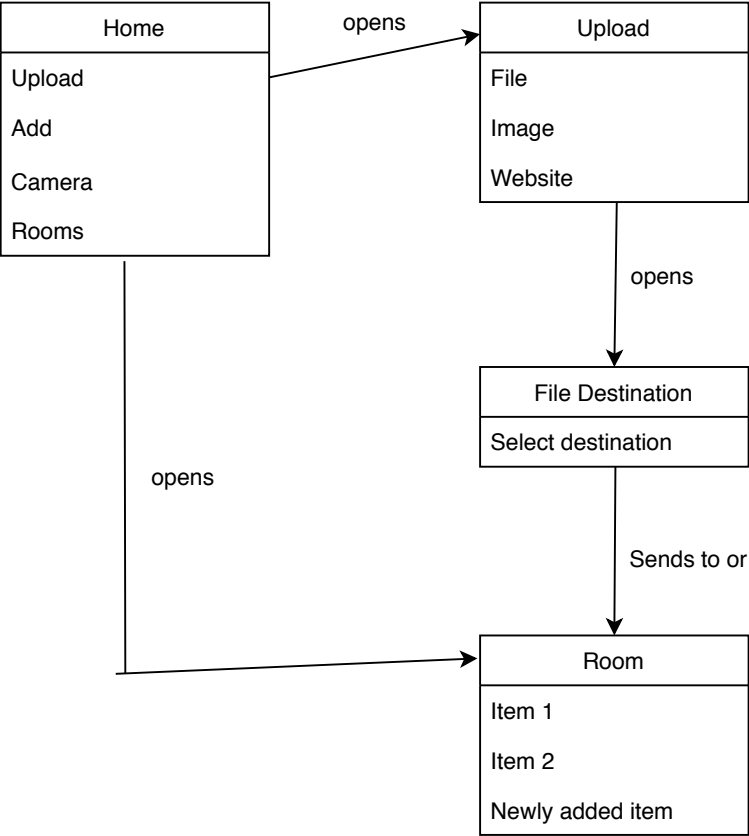 Home
Upload
Add
Camera
Rooms
opens
Upload
File
Image
Website
opens
File Destination
Select destination
opens
Sends to or
Room
Item 1
Item 2
Newly added item